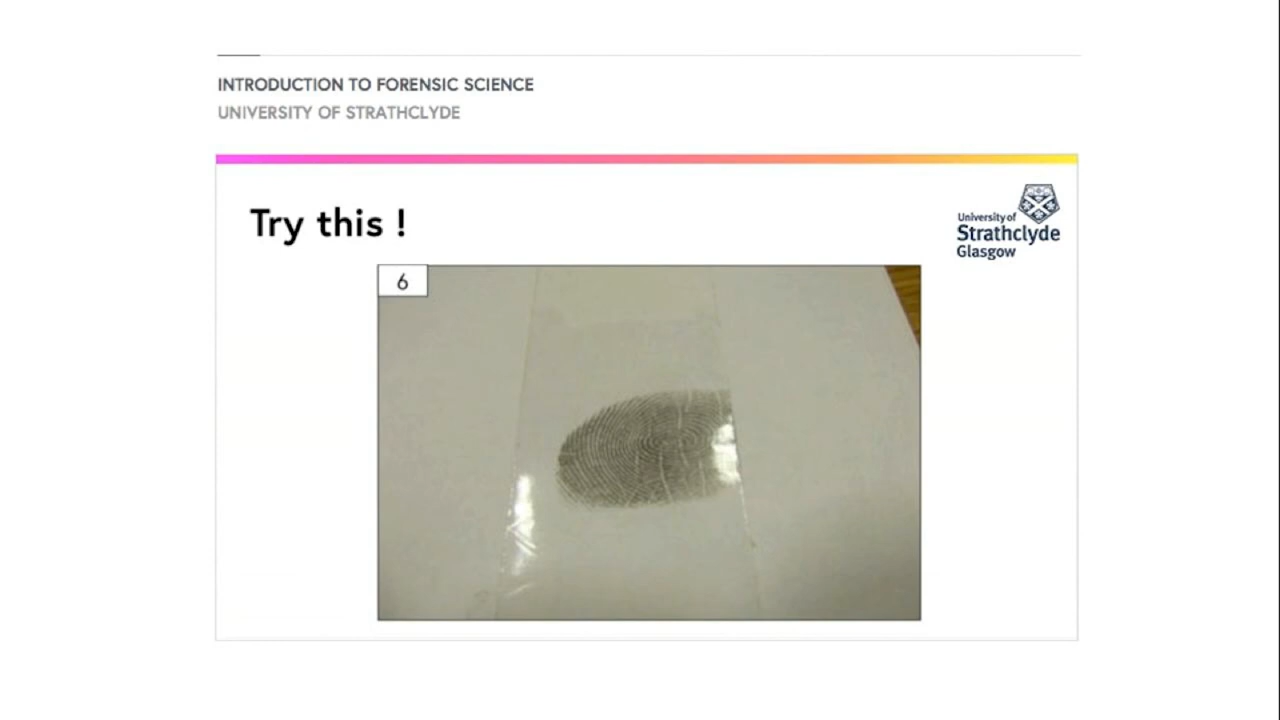 INTRODUCTION TO FORENSIC SCIENCE
UNIVERSITY OF STRATHCLYDE
Try this !
University of
Strathclyde
Glasgow
6